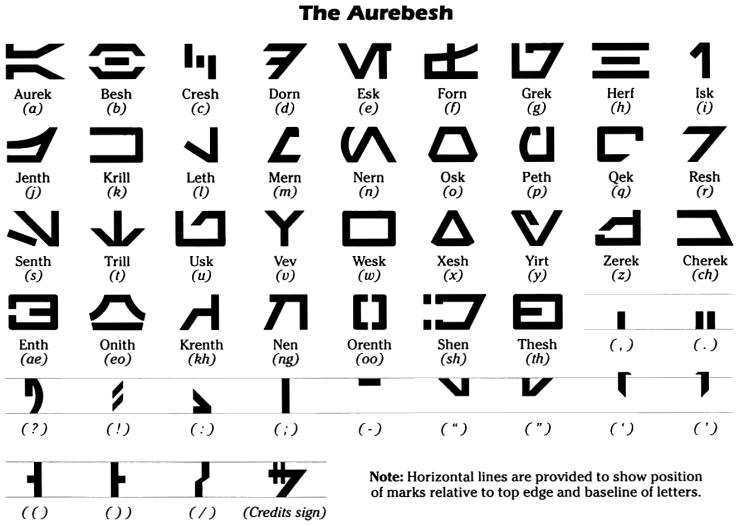 The Aurebesh
Aurek Besh Cresh Dorn Esk Forn Grek Herf Isk
(a) (b) (c) (d) (e) (f) (g) (h) (i)
Jenth Krill Leth Mern Nern Osk Peth Qek Resh
(j) (k) (l) (m) (n) (o) (p) (q) (r)
Senth Trill Usk Vev Wesk Xesh Yirt Zerek Cherek
(s) (t) (u) (v) (w) (x) (y) (z) (ch)
Enth Onith Krenth Nen Orenth Shen Thesh
(ae) (eo) (kh) (ng) (oo) (sh) (th) (,) (.)
(?) (!) (:) (;) (-) (“) (”) (‘) (’)
Note: Horizontal lines are provided to show position
of marks relative to top edge and baseline of letters.
(() ()) (/) (Credits sign)